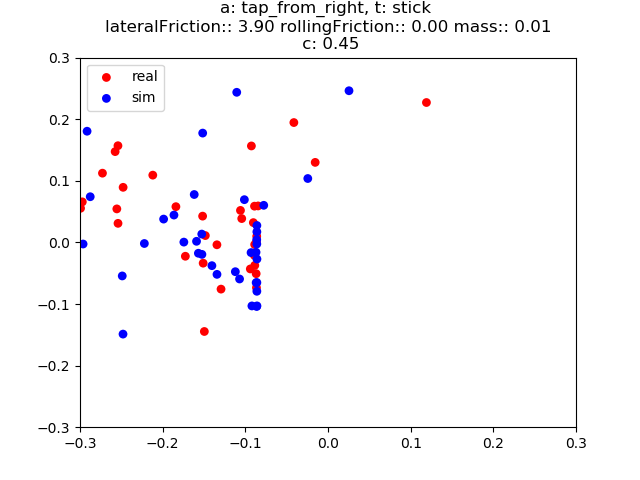 a: tap_from_right, t: stick
lateralFriction:: 3.90 rollingFriction:: 0.00 mass:: 0.01
c: 0.45
real
sim
0.3
0.2
0.1
0.0
−0.1
−0.2
−0.3
−0.3 −0.2 −0.1 0.0 0.1 0.2 0.3